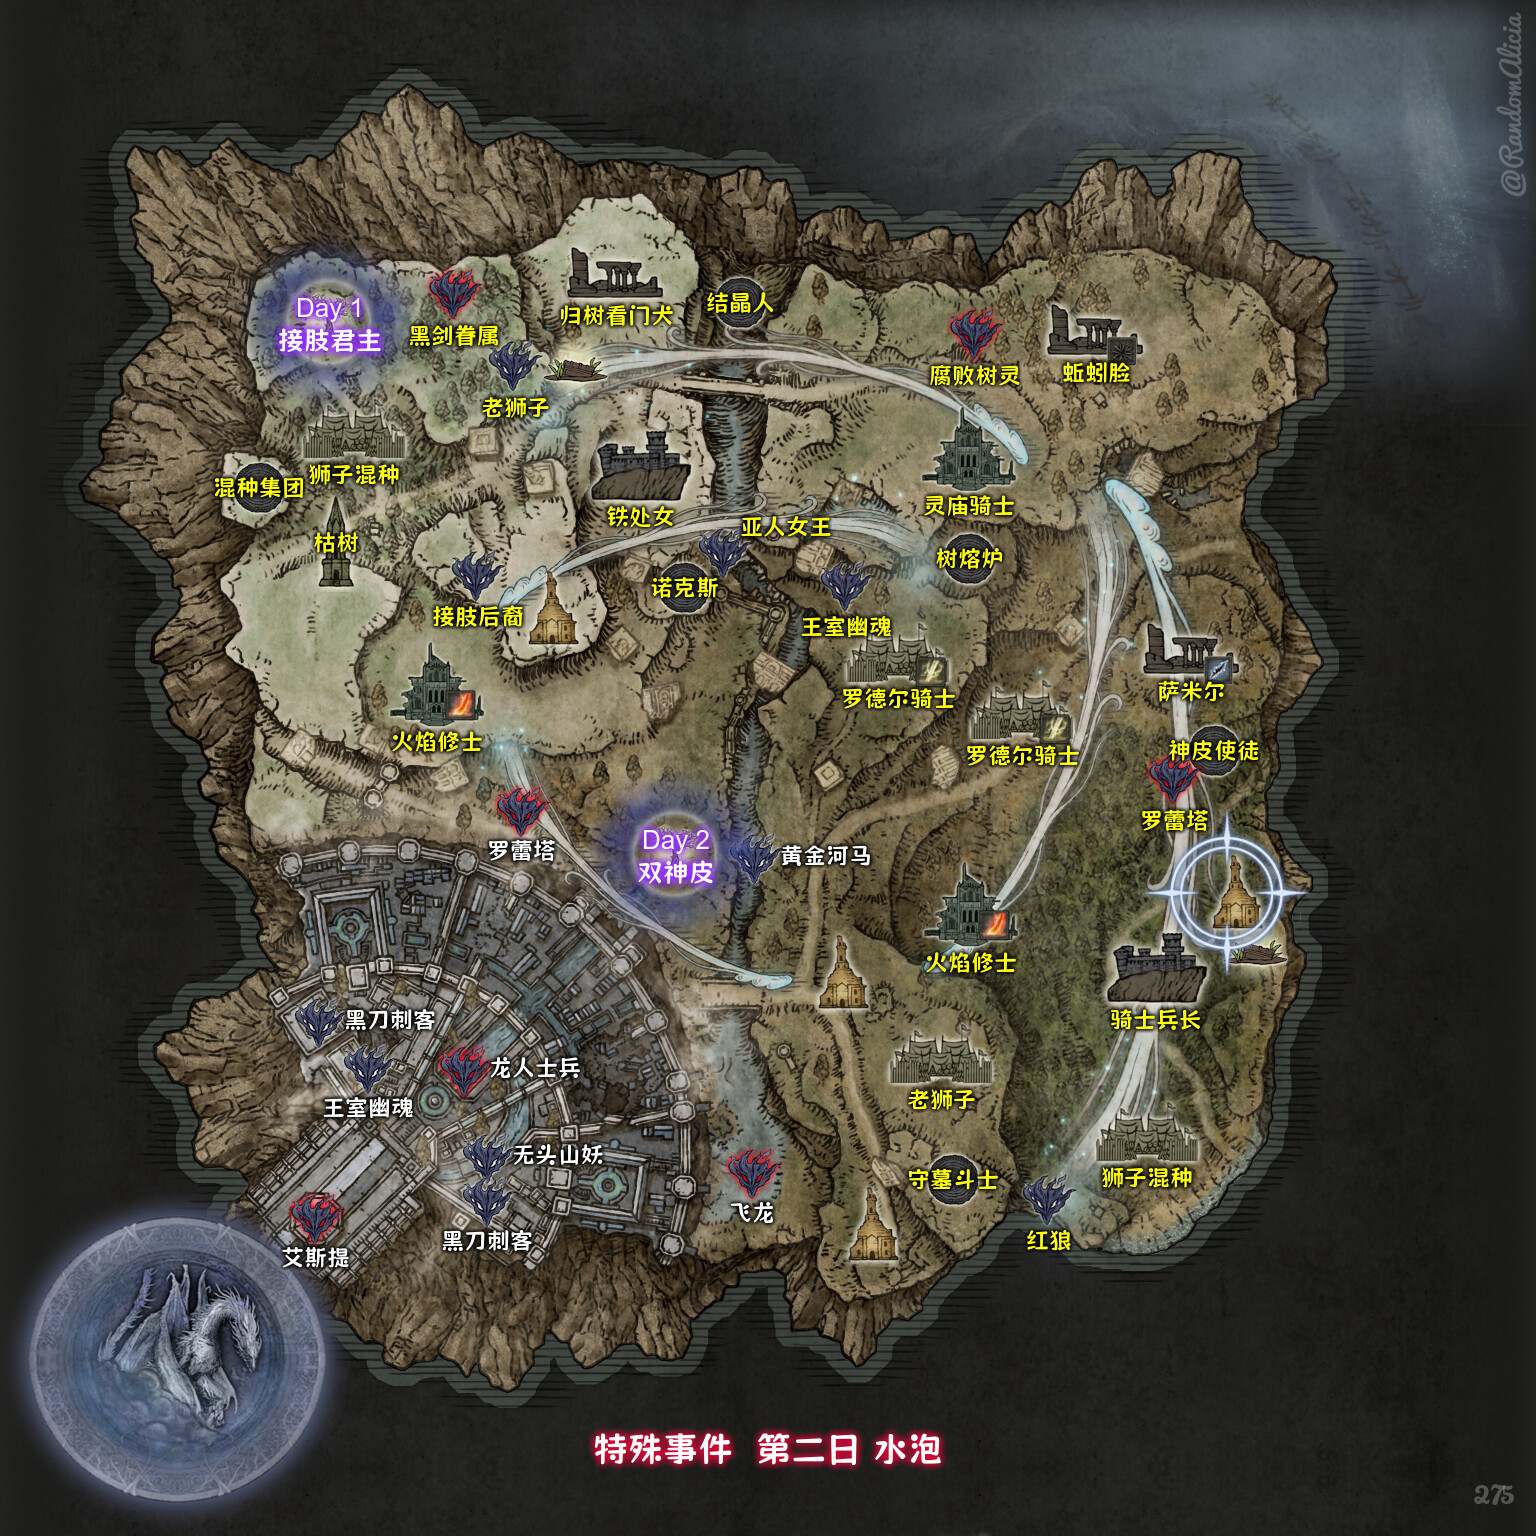 @RandomAlicia
Day 1
接肢君主
黑剑眷属
归树看门犬
结晶人
腐败树灵
蚯蚓脸
老狮子
混种集团
狮子混种
铁处女
灵庙骑士
枯树
亚人女王
树熔炉
诺克斯
接肢后裔
王室幽魂
罗德尔骑士
萨米尔
火焰修士
罗德尔骑士
神皮使徒
罗蕾塔
罗蕾塔
Day 2
双神皮
黄金河马
火焰修士
骑士兵长
黑刀刺客
龙人士兵
王室幽魂
老狮子
无头山妖
守墓斗士
狮子混种
飞龙
黑刀刺客
红狼
艾斯提
特殊事件 第二日 水泡
275